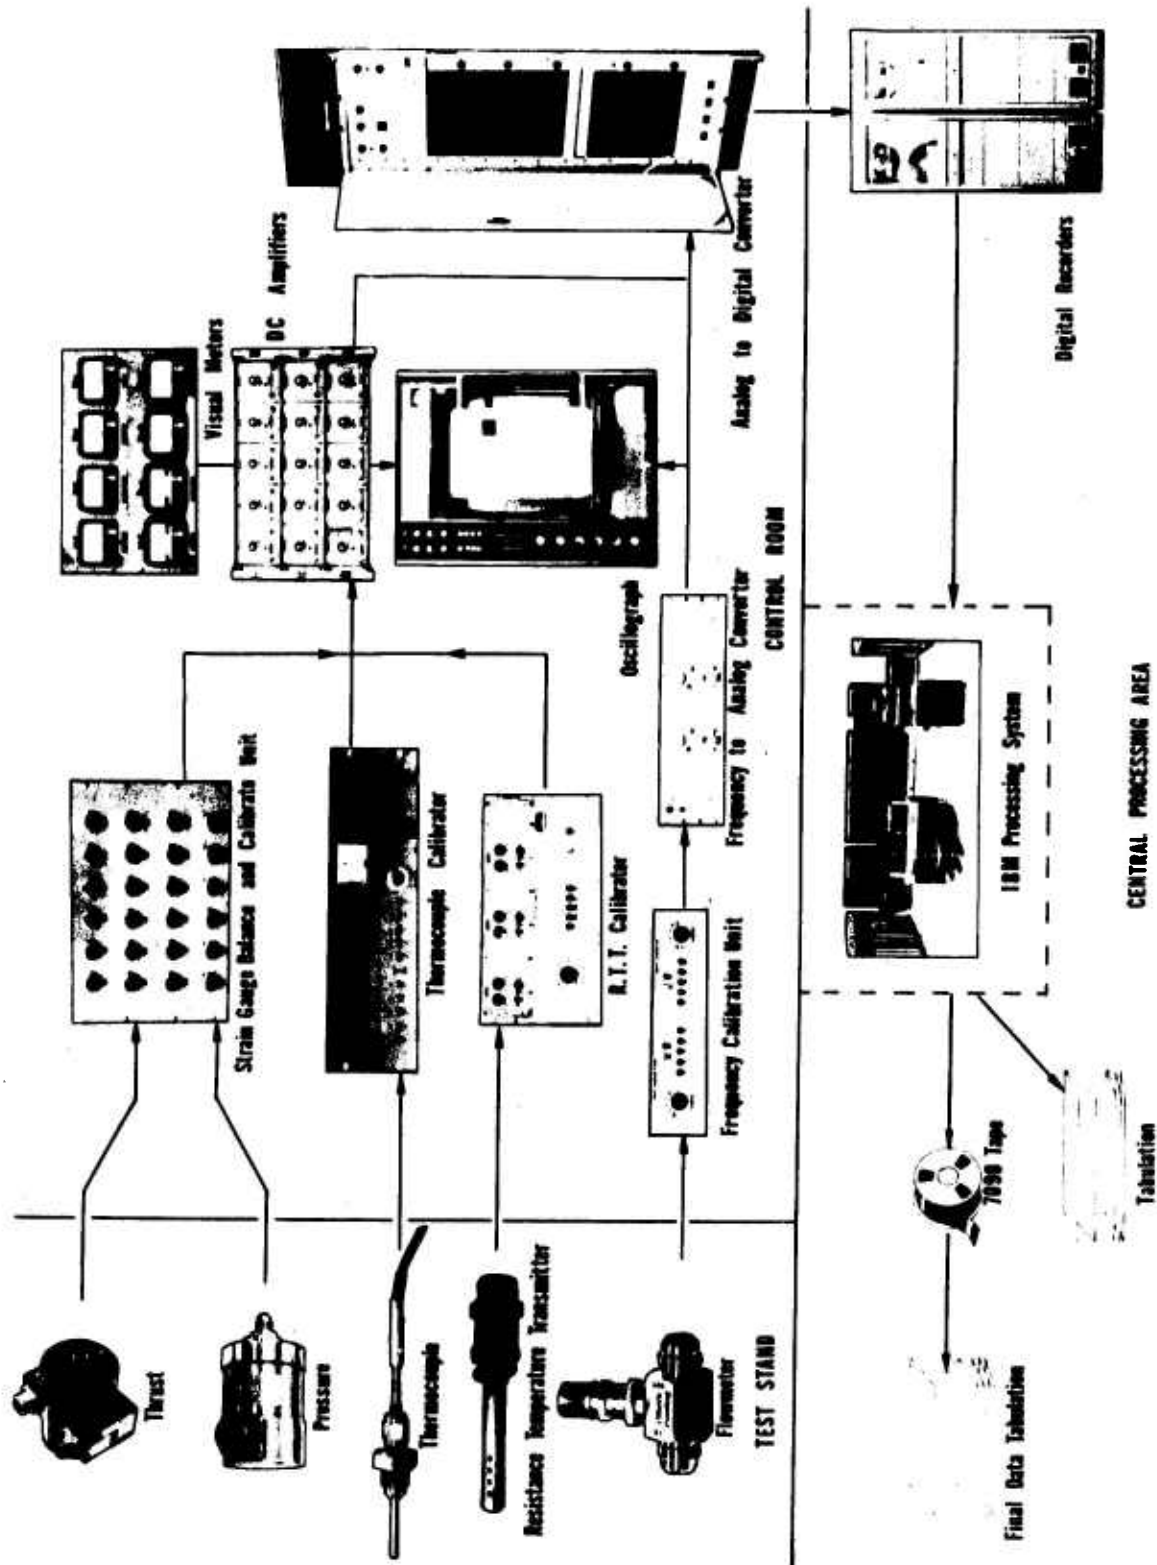 Thrust
Pressure
Thermocouple
Resistance Temperature Transmitter
Flowmeter
TEST STAND
Strain Gauge Balance and Calibrate Unit
Thermocouple Calibrator
R.T.T. Calibrator
Frequency Calibration Unit
Visual Meters
DC Amplifiers
Oscillograph
Frequency to Analog Converter
CONTROL ROOM
Analog to Digital Converter
Digital Recorders
IBM Processing System
CENTRAL PROCESSING AREA
7090 Tape
Tabulation
Final Data Tabulation